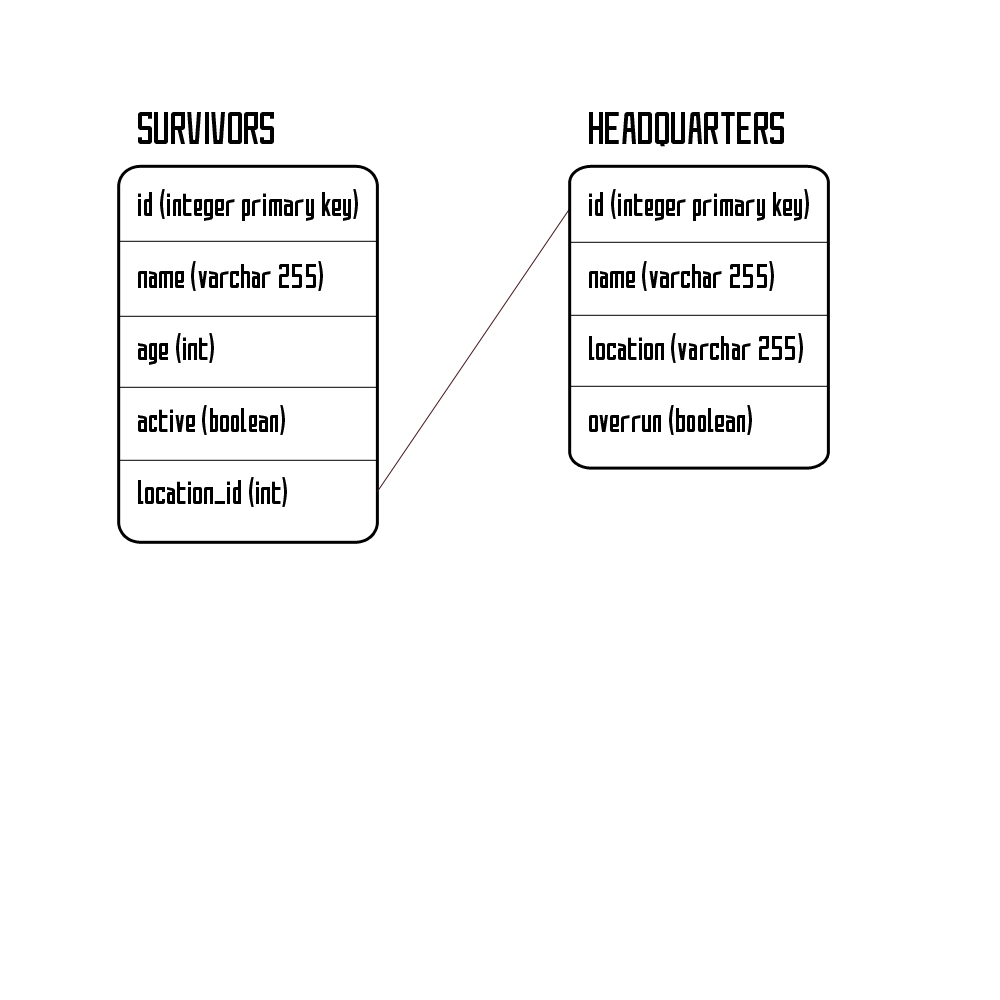 SURVIVORS
id (integer primary key)
name (varchar 255)
age (int)
active (boolean)
location_id (int)
HEADQUARTERS
id (integer primary key)
name (varchar 255)
location (varchar 255)
overrun (boolean)